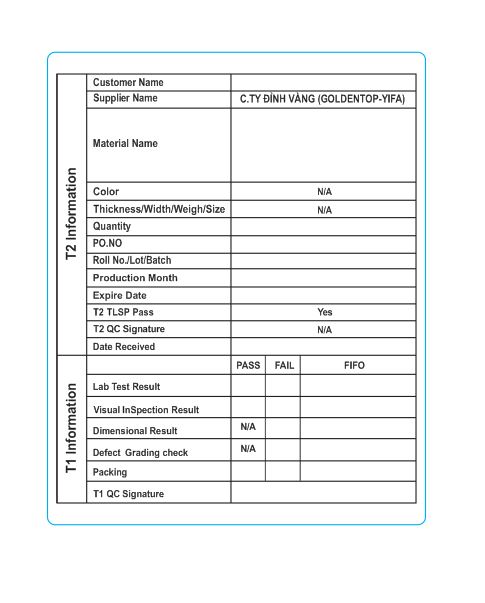 T2 Information
Customer Name
Supplier Name C.TY ĐỈNH VÀNG (GOLDENTOP-YIFA)
Material Name
Color N/A
Thickness/Width/Weigh/Size N/A
Quantity
PO.NO
Roll No./Lot/Batch
Production Month
Expire Date
T2 TLSP Pass Yes
T2 QC Signature N/A
Date Received
T1 Information
PASS FAIL FIFO
Lab Test Result
Visual InSpection Result
Dimensional Result N/A
Defect Grading check N/A
Packing
T1 QC Signature